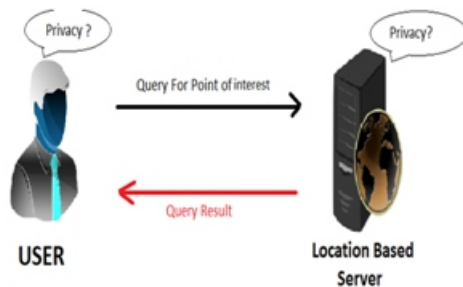 Privacy ?
Privacy?
Query For Point of interest
Query Result
USER
Location Based
Server